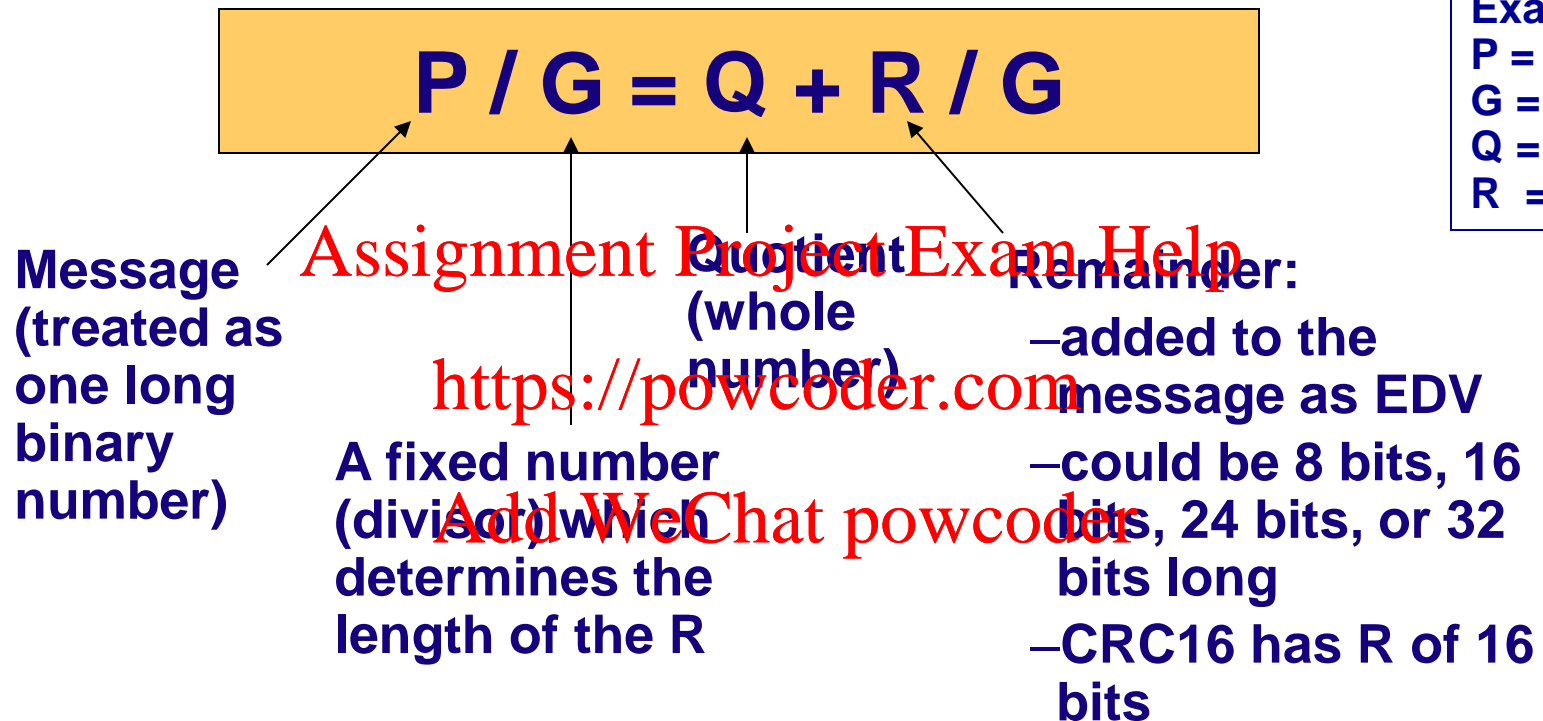 P / G = Q + R / G
Exa
P =
G =
Q =
R =
Message
(treated as
one long
binary
number)
A fixed number
(divisor) which
determines the
length of the R
Quotient
(whole
number)
Remainder:
–added to the
message as EDV
–could be 8 bits, 16
bits, 24 bits, or 32
bits long
–CRC16 has R of 16
bits
Assignment Project Exam Help
https://powcoder.com
Add WeChat powcoder